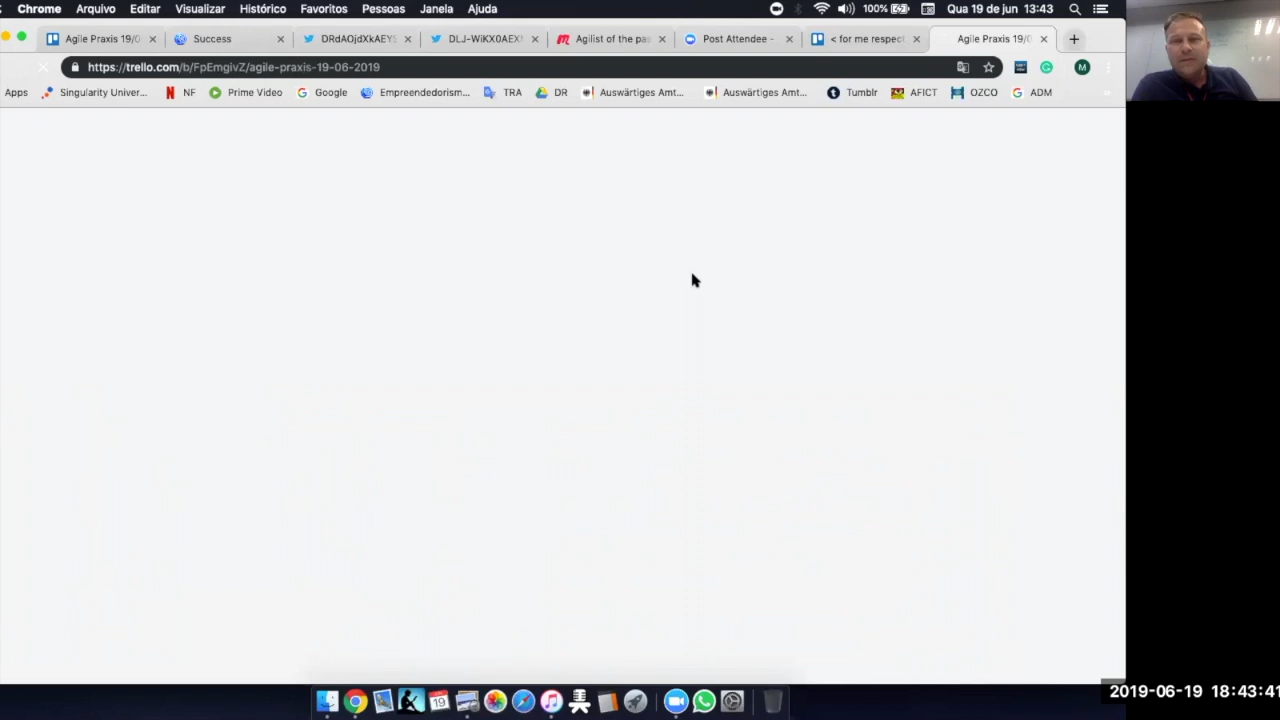 Chrome Arquivo Editar Visualizar Histórico Favoritos Pessoas Janela Ajuda 100% Qua 19 de jun 13:43
Agile Praxis 19/0 Success DRdAOjdXkAEYS DLJ-WiKX0AEX Agilist of the pas Post Attendee - < for me respect Agile Praxis 19/0
https://trello.com/b/FpEmgivZ/agile-praxis-19-06-2019 M
Apps Singularity Univer... NF Prime Video Google Empreendedorism... TRA DR Auswärtiges Amt... Auswärtiges Amt... Tumblr AFICT OZCO ADM
19
2019-06-19 18:43:41